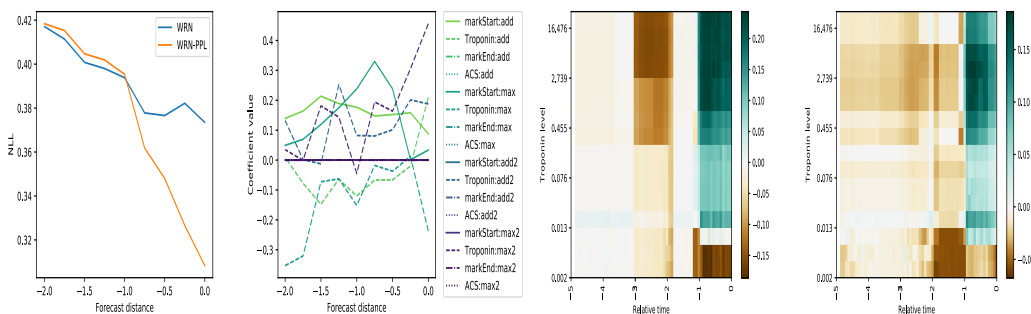 0.42
0.40
0.38
0.36
0.34
0.32
NLL
WRN
WRN-PPL
−2.0 −1.5 −1.0 −0.5 0.0
Forecast distance
0.4
0.3
0.2
0.1
0.0
−0.1
−0.2
−0.3
Coefficient value
−2.0 −1.5 −1.0 −0.5 0.0
Forecast distance
markStart:add
Troponin:add
markEnd:add
ACS:add
markStart:max
Troponin:max
markEnd:max
ACS:max
markStart:add2
Troponin:add2
markEnd:add2
ACS:add2
markStart:max2
Troponin:max2
markEnd:max2
ACS:max2
16,476
2,739
0.455
0.076
0.013
0.002
Troponin level
−5 −4 −3 −2 −1 0
Relative time
0.20
0.15
0.10
0.05
0.00
−0.05
−0.10
−0.15
16,476
2,739
0.455
0.076
0.013
0.002
Troponin level
−5 −4 −3 −2 −1 0
Relative time
0.15
0.10
0.05
0.00
−0.0